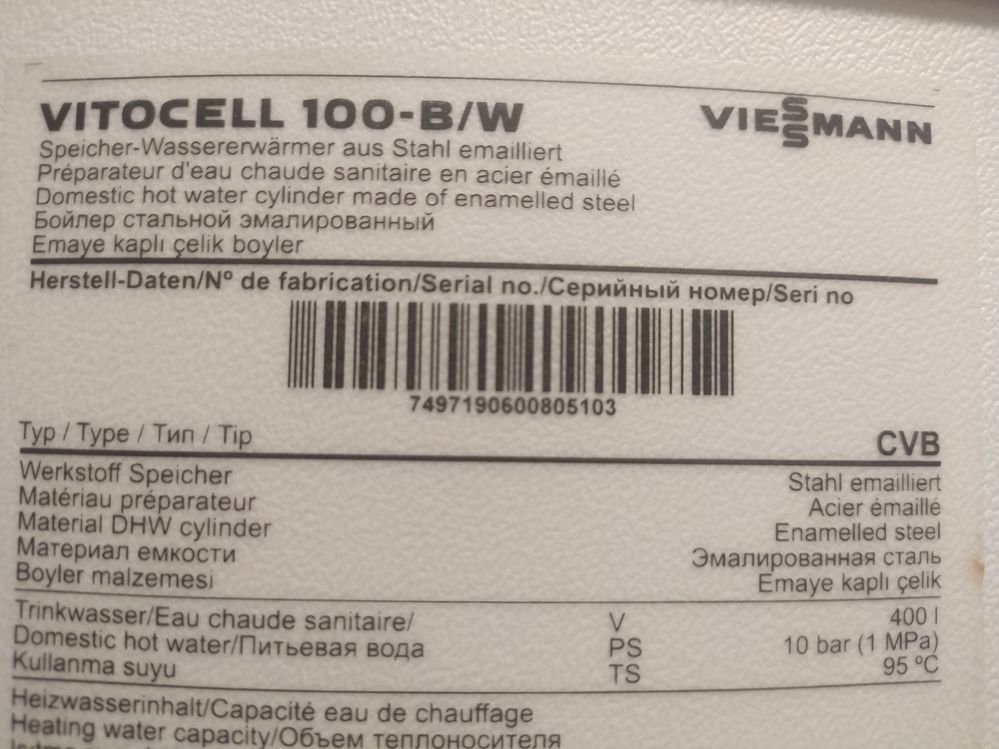 VITOCELL 100-B/W
VIESSMANN
Speicher-Wassererwärmer aus Stahl emailliert
Préparateur d'eau chaude sanitaire en acier émaillé
Domestic hot water cylinder made of enamelled steel
Бойлер стальной эмалированный
Emaye kaplı çelik boyler
Herstell-Daten/Nº de fabrication/Serial no./Серийный номер/Seri no
7497190600805103
Typ / Type / Тип / Tip CVB
Werkstoff Speicher Stahl emailliert
Matériau préparateur Acier émaillé
Material DHW cylinder Enamelled steel
Материал емкости Эмалированная сталь
Boyler malzemesi Emaye kaplı çelik
Trinkwasser/Eau chaude sanitaire/ V 400 l
Domestic hot water/Питьевая вода PS 10 bar (1 MPa)
Kullanma suyu TS 95 ºC
Heizwasserinhalt/Capacité eau de chauffage
Heating water capacity/Объем теплоносителя